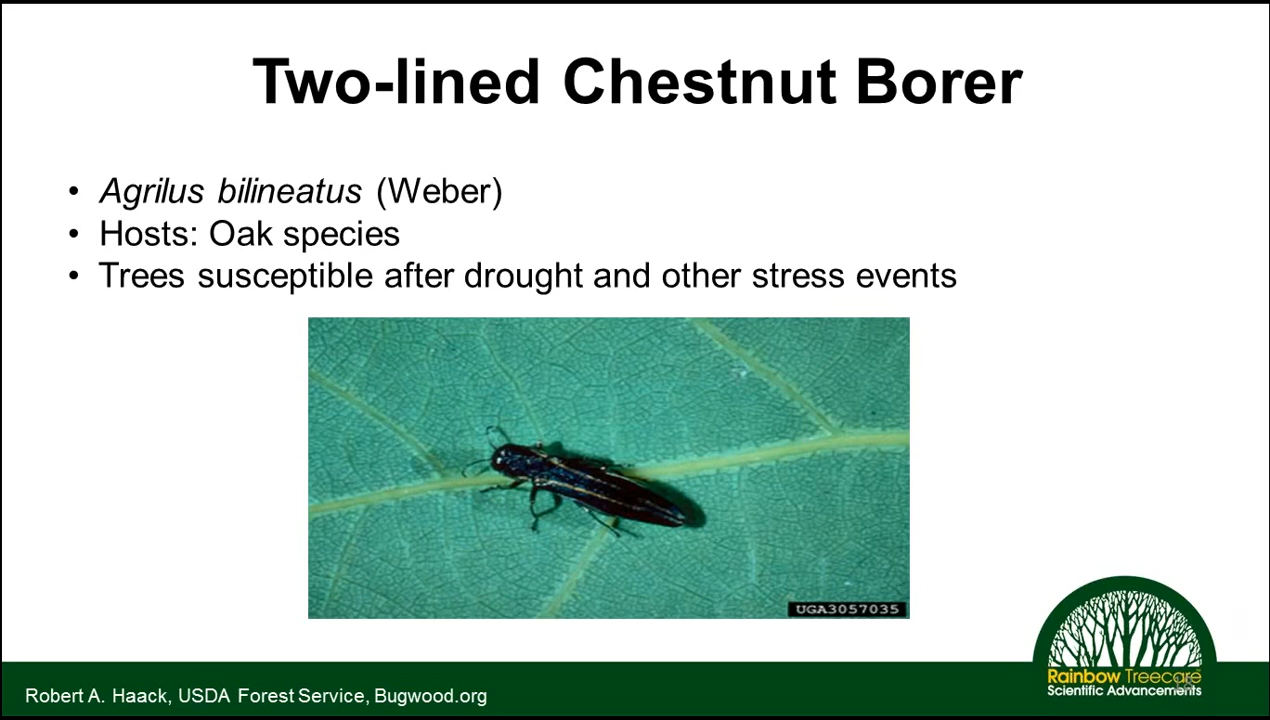 Two-lined Chestnut Borer
• Agrilus bilineatus (Weber)
• Hosts: Oak species
• Trees susceptible after drought and other stress events
UGA3057035
Rainbow Treecare
Scientific Advancements
Robert A. Haack, USDA Forest Service, Bugwood.org